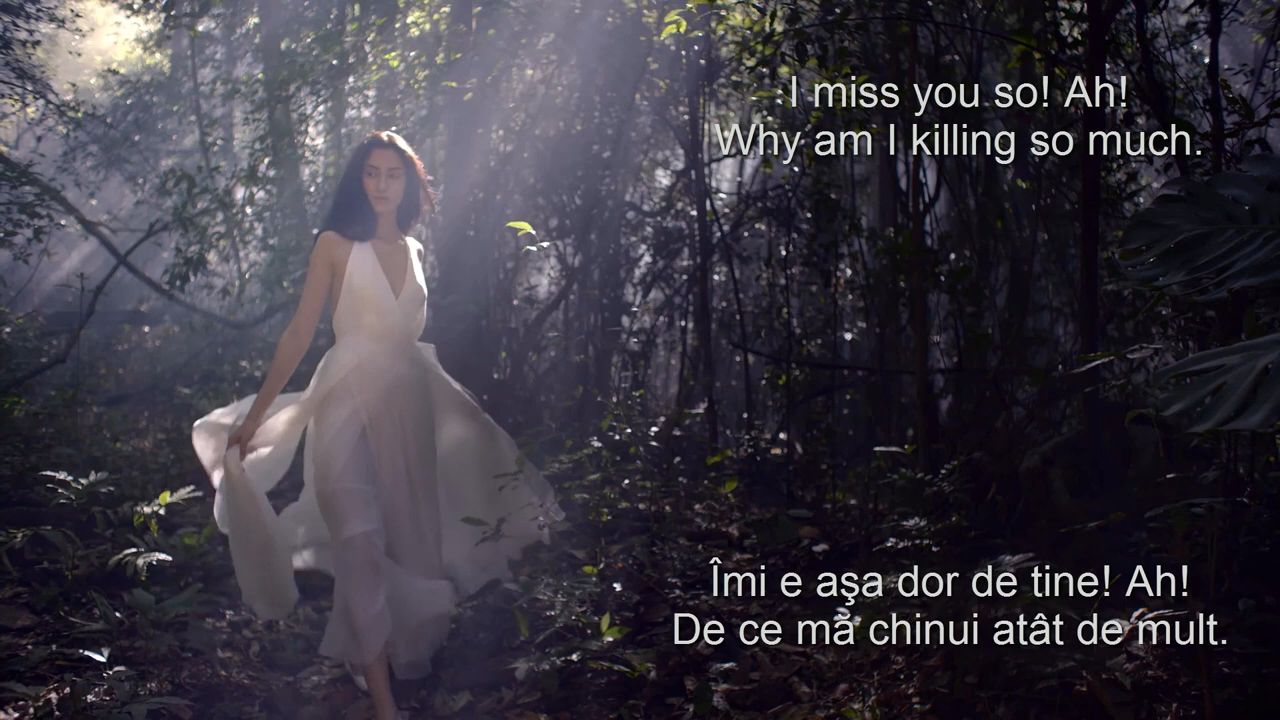 I miss you so! Ah!
Why am I killing so much.
Îmi e aşa dor de tine! Ah!
De ce mă chinui atât de mult.